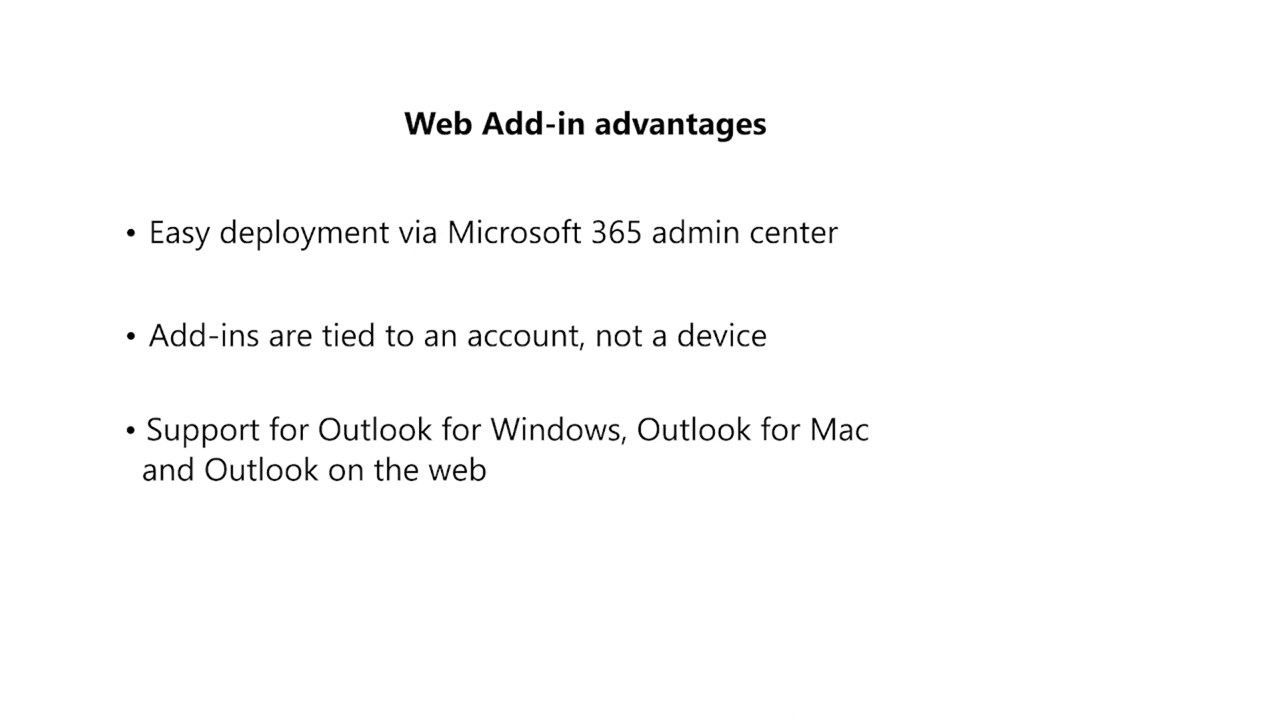 Web Add-in advantages
• Easy deployment via Microsoft 365 admin center
• Add-ins are tied to an account, not a device
• Support for Outlook for Windows, Outlook for Mac
and Outlook on the web